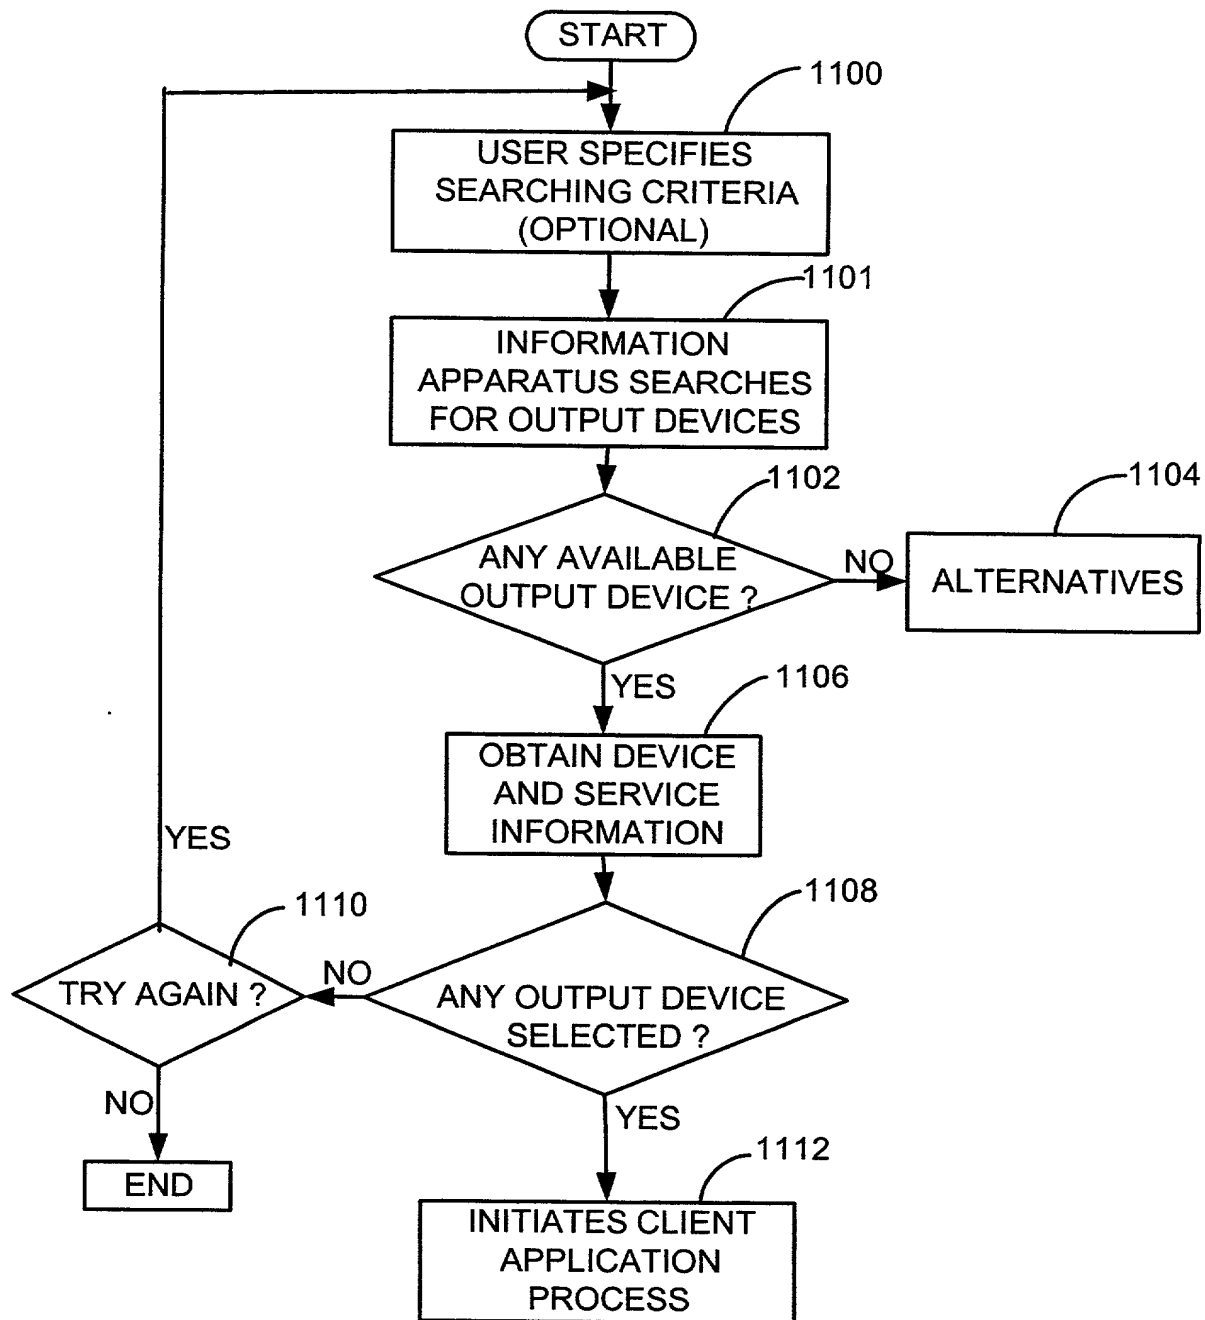 START
1100
USER SPECIFIES
SEARCHING CRITERIA
(OPTIONAL)
1101
INFORMATION
APPARATUS SEARCHES
FOR OUTPUT DEVICES
1102
1104
ANY AVAILABLE
OUTPUT DEVICE ?
NO
ALTERNATIVES
YES
1106
OBTAIN DEVICE
AND SERVICE
INFORMATION
YES
1108
1110
TRY AGAIN ?
NO
ANY OUTPUT DEVICE
SELECTED ?
NO
YES
END
1112
INITIATES CLIENT
APPLICATION
PROCESS